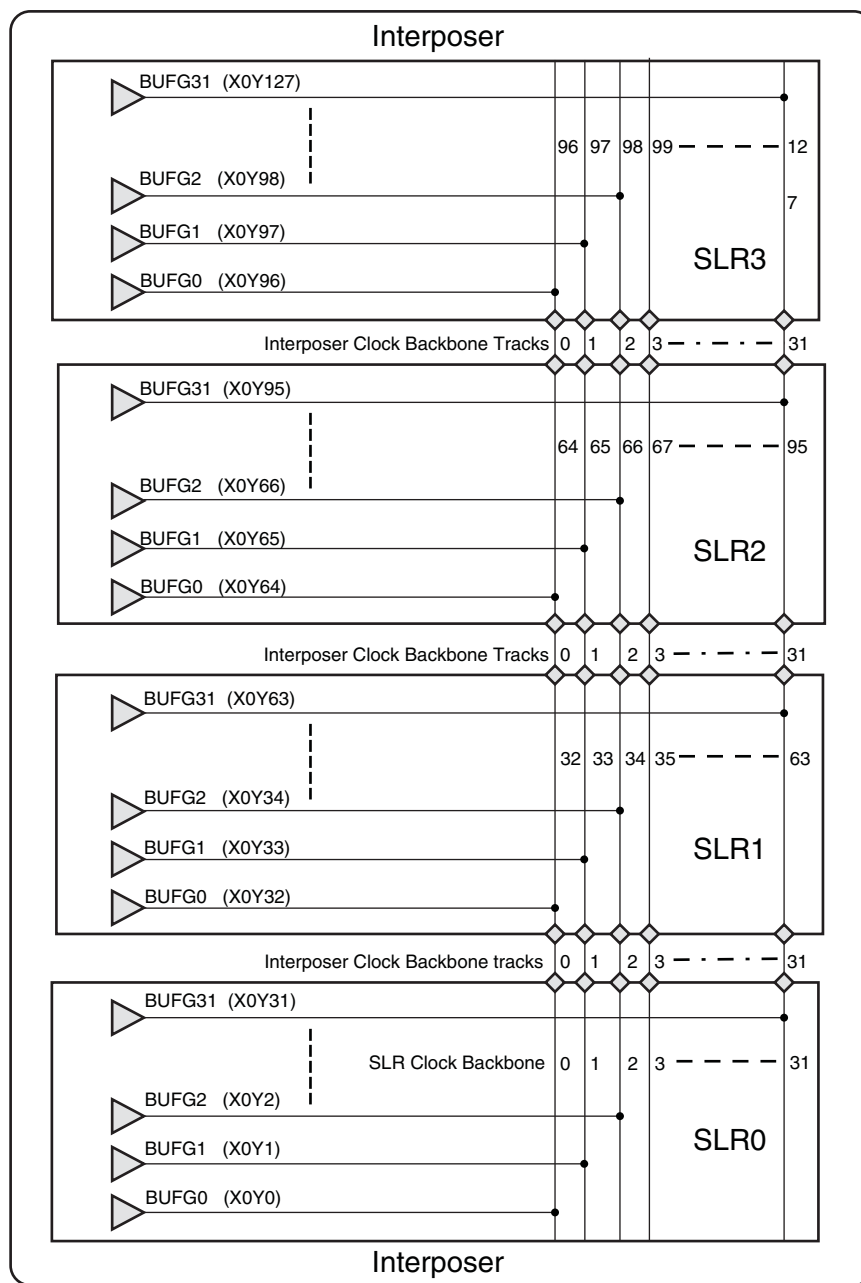 Interposer
BUFG31 (X0Y127)
96 97 98 99 12
7
BUFG2 (X0Y98)
BUFG1 (X0Y97)
SLR3
BUFG0 (X0Y96)
Interposer Clock Backbone Tracks 0 1 2 3 31
BUFG31 (X0Y95)
64 65 66 67 95
BUFG2 (X0Y66)
BUFG1 (X0Y65)
SLR2
BUFG0 (X0Y64)
Interposer Clock Backbone Tracks 0 1 2 3 31
BUFG31 (X0Y63)
32 33 34 35 63
BUFG2 (X0Y34)
BUFG1 (X0Y33)
SLR1
BUFG0 (X0Y32)
Interposer Clock Backbone tracks 0 1 2 3 31
BUFG31 (X0Y31)
SLR Clock Backbone 0 1 2 3 31
BUFG2 (X0Y2)
BUFG1 (X0Y1)
SLR0
BUFG0 (X0Y0)
Interposer